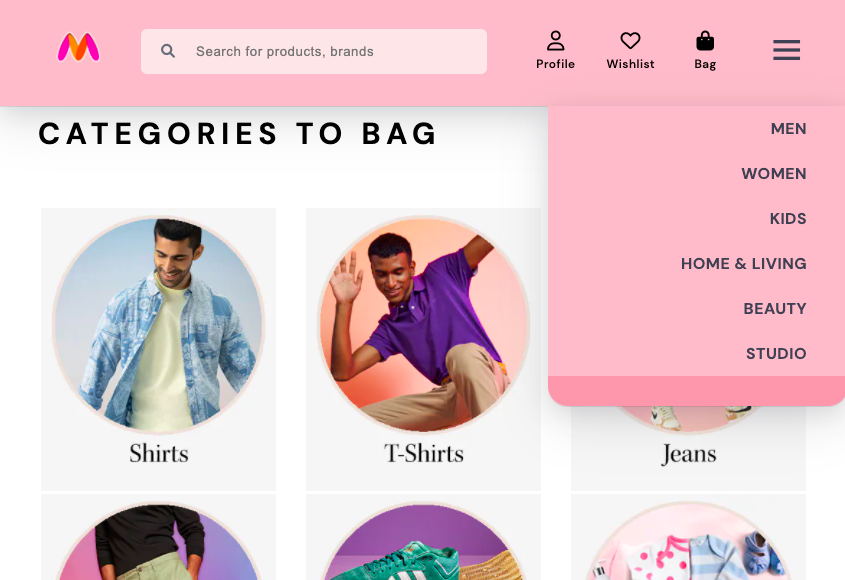 Search for products, brands
Profile
Wishlist
Bag
CATEGORIES TO BAG
MEN
WOMEN
KIDS
HOME & LIVING
BEAUTY
STUDIO
Shirts
T-Shirts
Jeans